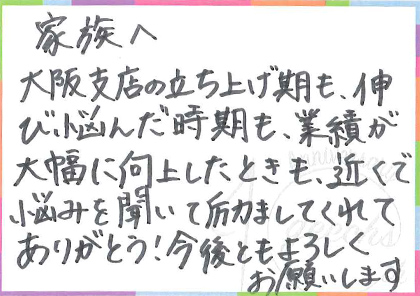 家族へ
大阪支店の立ち上げ期も、伸
び悩んだ時期も、業績が
大幅に向上したときも、近くで
悩みを聞いて励ましてくれて
ありがとう!今後ともよろしく
お願いします